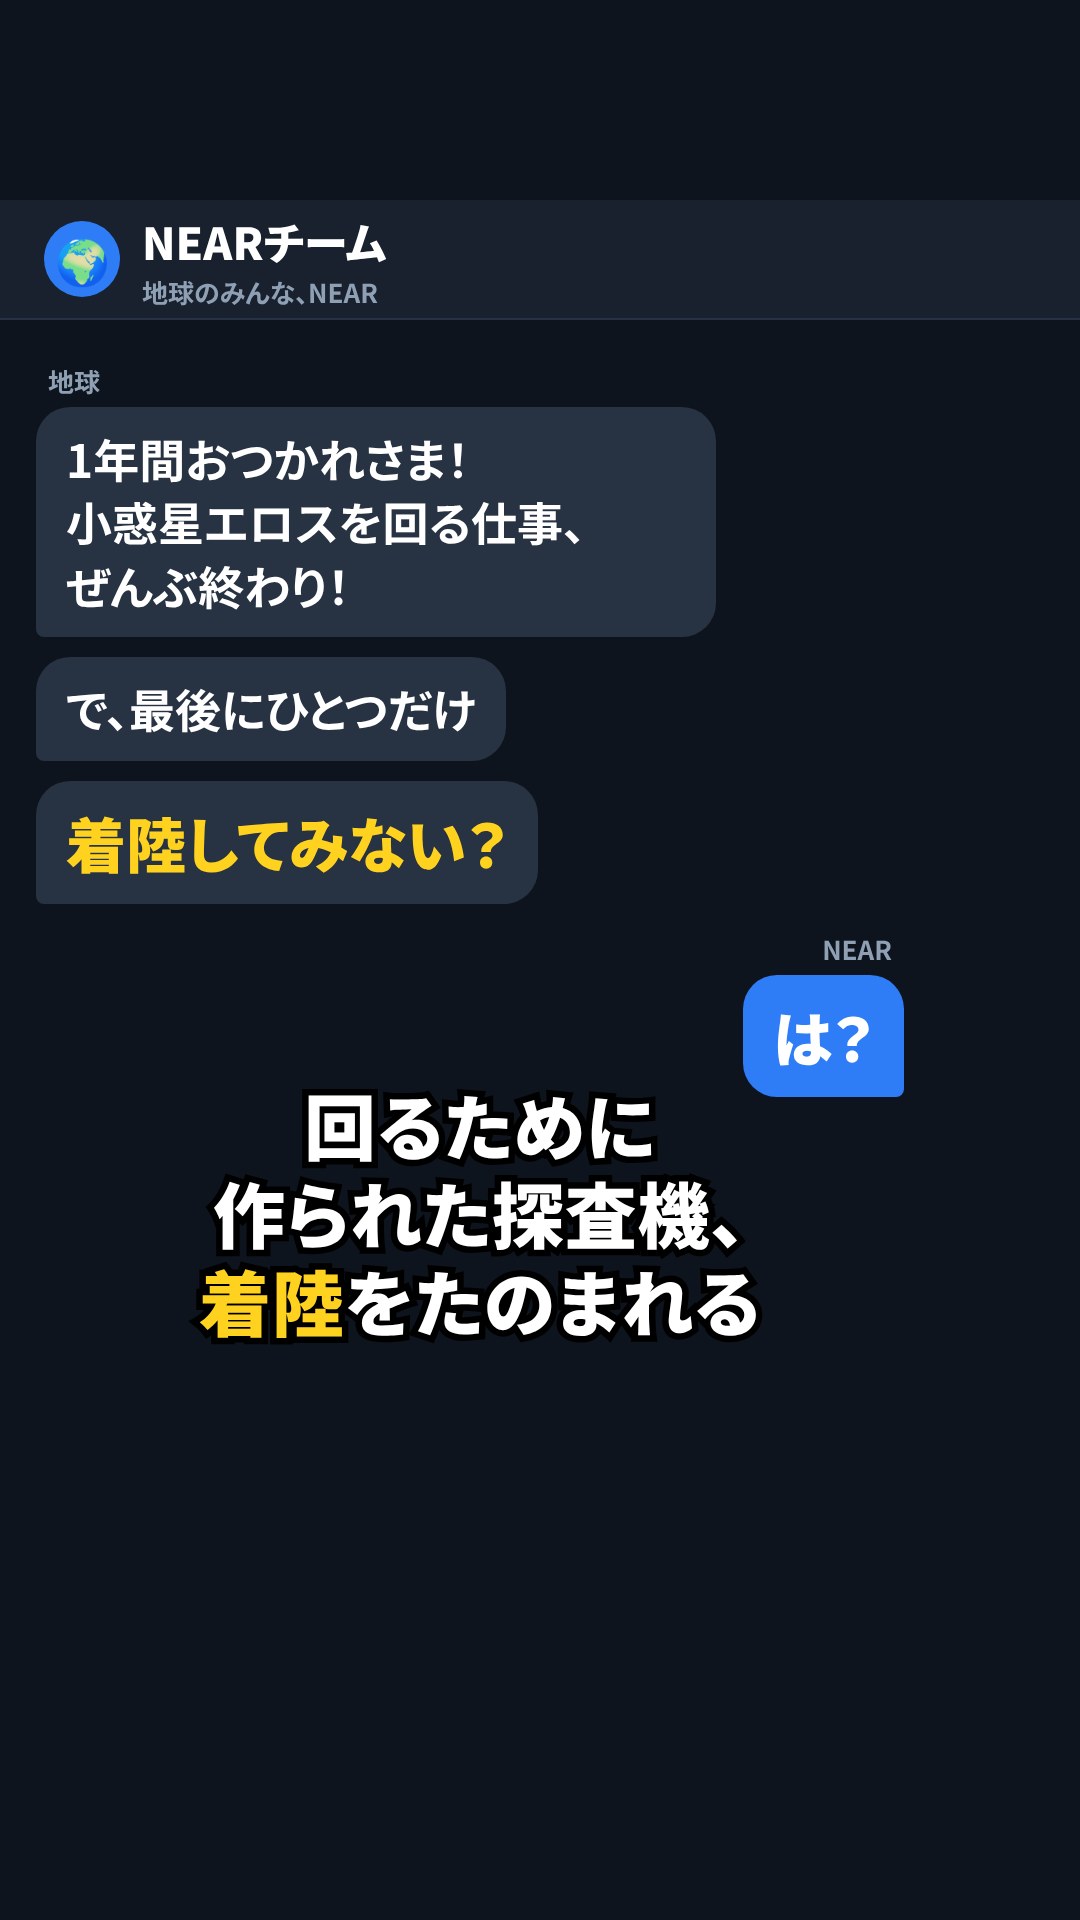 NEARチーム
地球のみんな、NEAR
地球
1年間おつかれさま!
小惑星エロスを回る仕事、
ぜんぶ終わり!
で、最後にひとつだけ
着陸してみない?
NEAR
は?
回るために
作られた探査機、
着陸をたのまれる